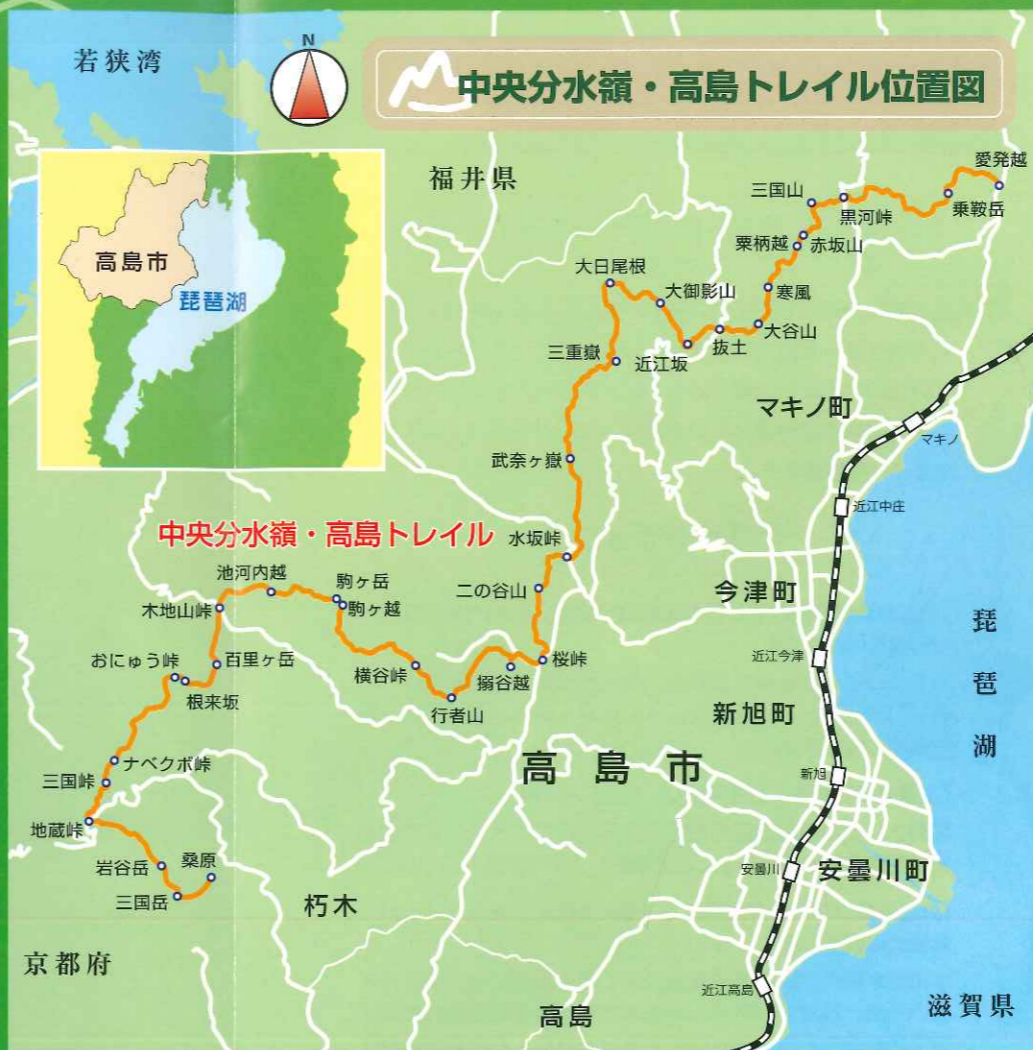 若狭湾
N
中央分水嶺・高島トレイル位置図
福井県
愛発越
三国山
黒河峠
乗鞍岳
粟柄越
赤坂山
高島市
琵琶湖
大日尾根
大御影山
寒風
大谷山
抜土
近江坂
三重嶽
マキノ町
マキノ
武奈ヶ嶽
近江中庄
中央分水嶺・高島トレイル
水坂峠
池河内越
駒ヶ岳
駒ヶ越
二の谷山
今津町
木地山峠
琵琶湖
おにゅう峠
百里ヶ岳
根来坂
横谷峠
搦谷越
桜峠
近江今津
行者山
新旭町
高島市
ナベクボ峠
三国峠
新旭
地蔵峠
岩谷岳
桑原
三国岳
朽木
安曇川
安曇川町
京都府
近江高島
高島
滋賀県